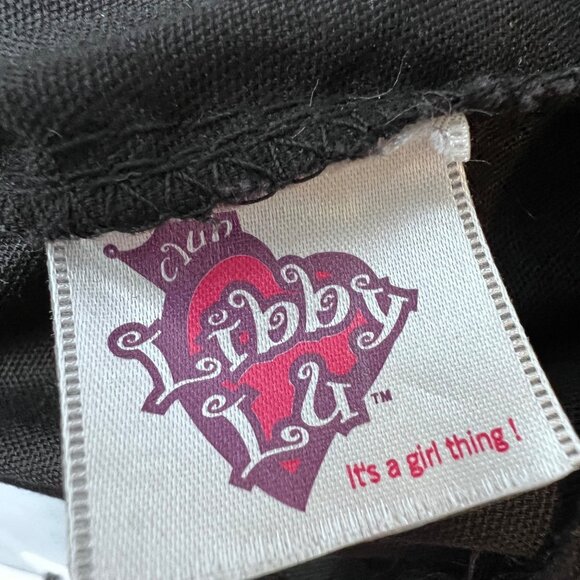 club
Libby
Lu™
It's a girl thing!